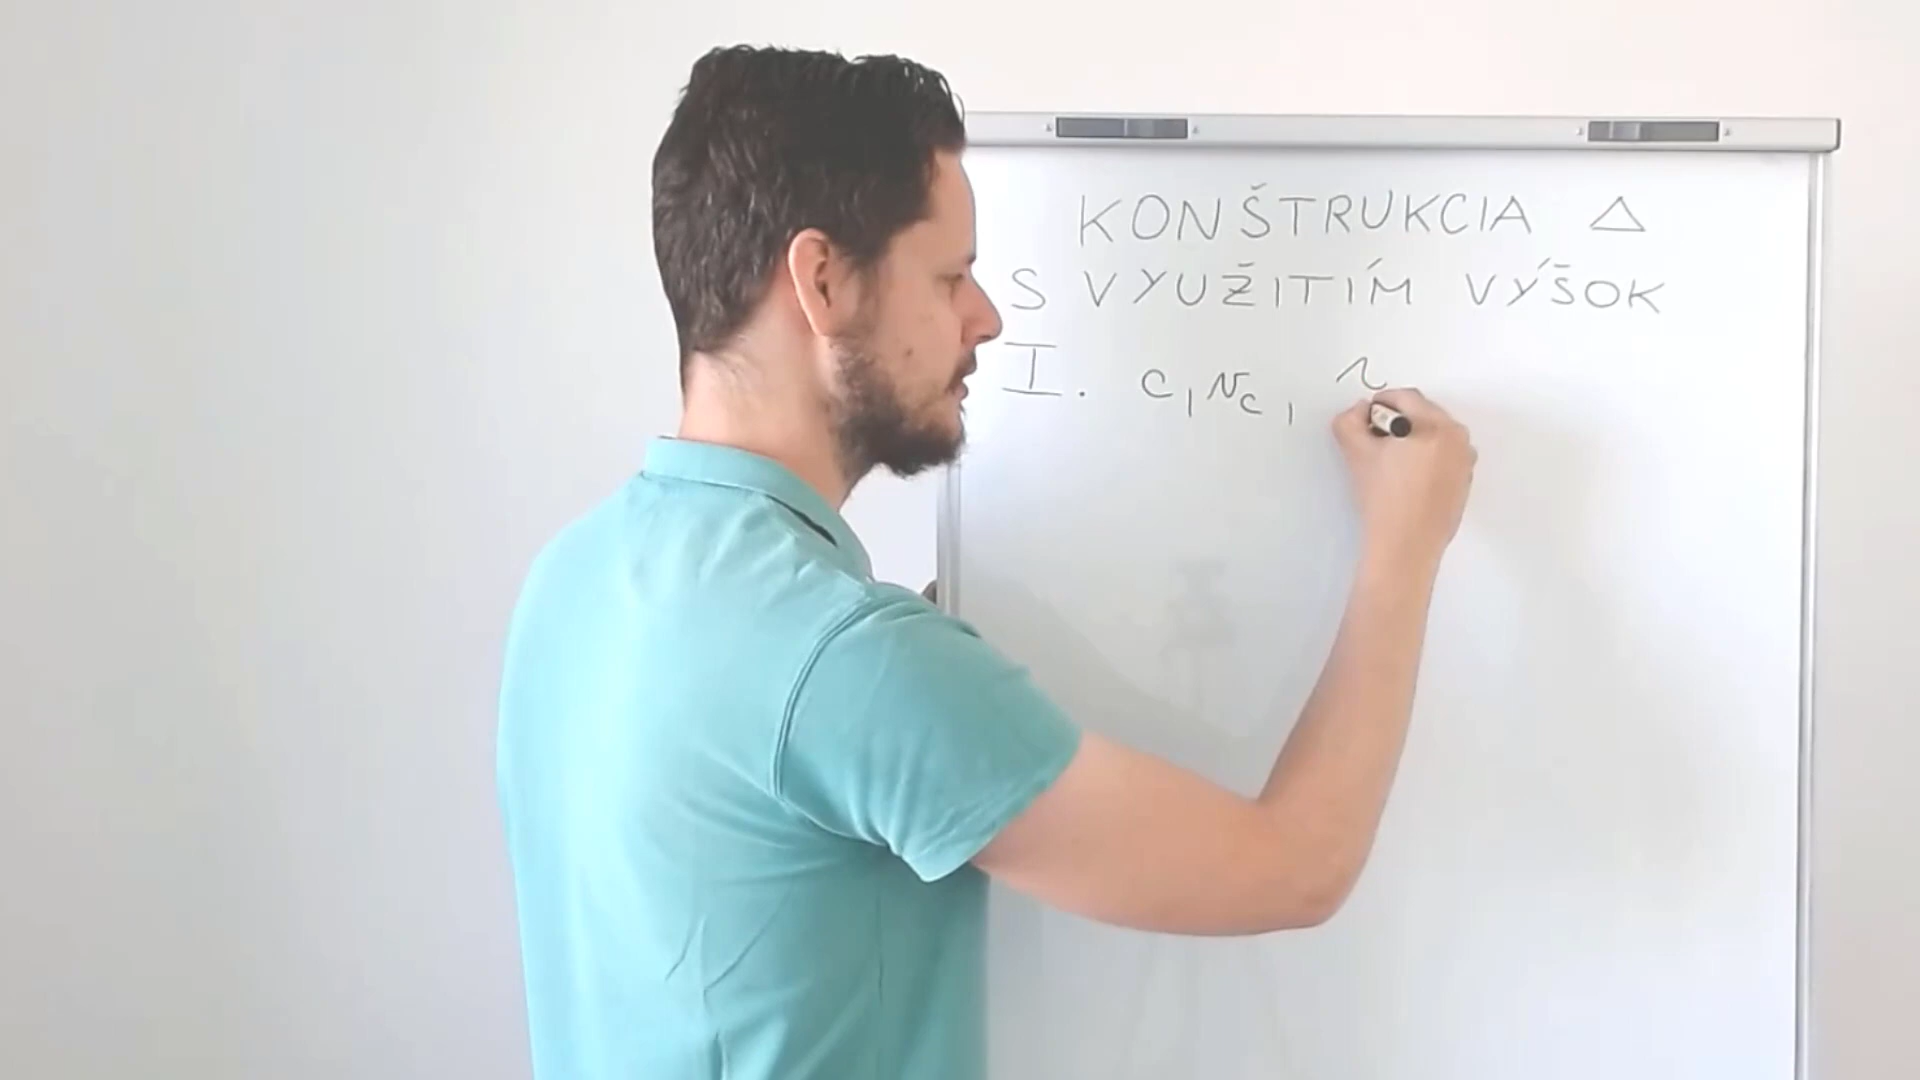 KONŠTRUKCIA △
S VYUŽITÍM VÝŠOK
I. c, v_c,